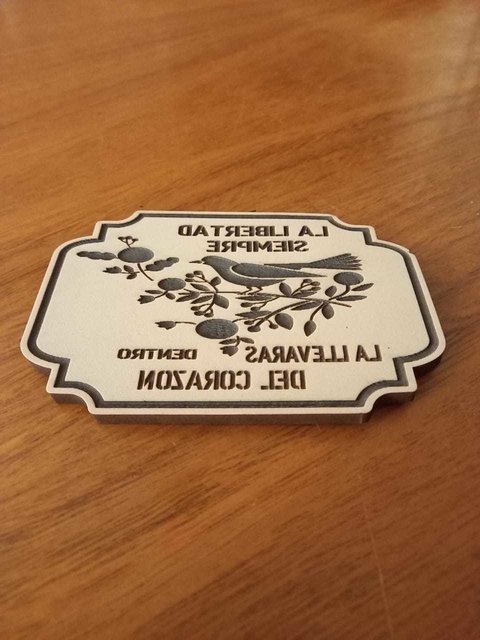 LA LIBERTAD
SIEMPRE
LA LLEVARAS DENTRO
DEL CORAZON